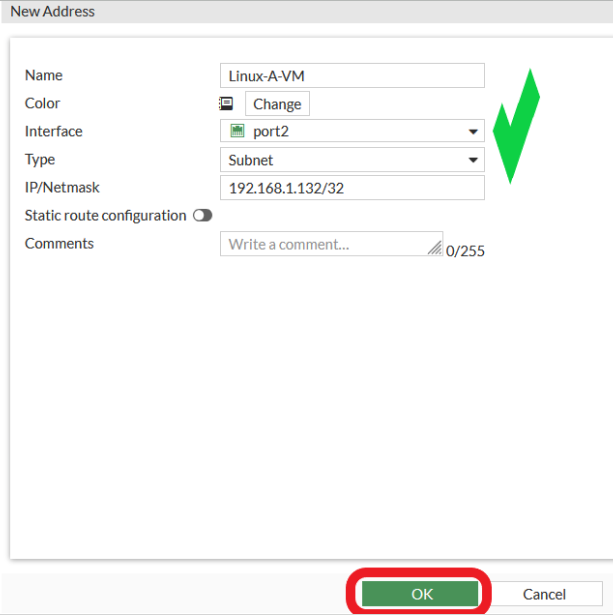 New Address
Name Linux-A-VM
Color Change
Interface port2
Type Subnet
IP/Netmask 192.168.1.132/32
Static route configuration
Comments Write a comment... 0/255
OK Cancel